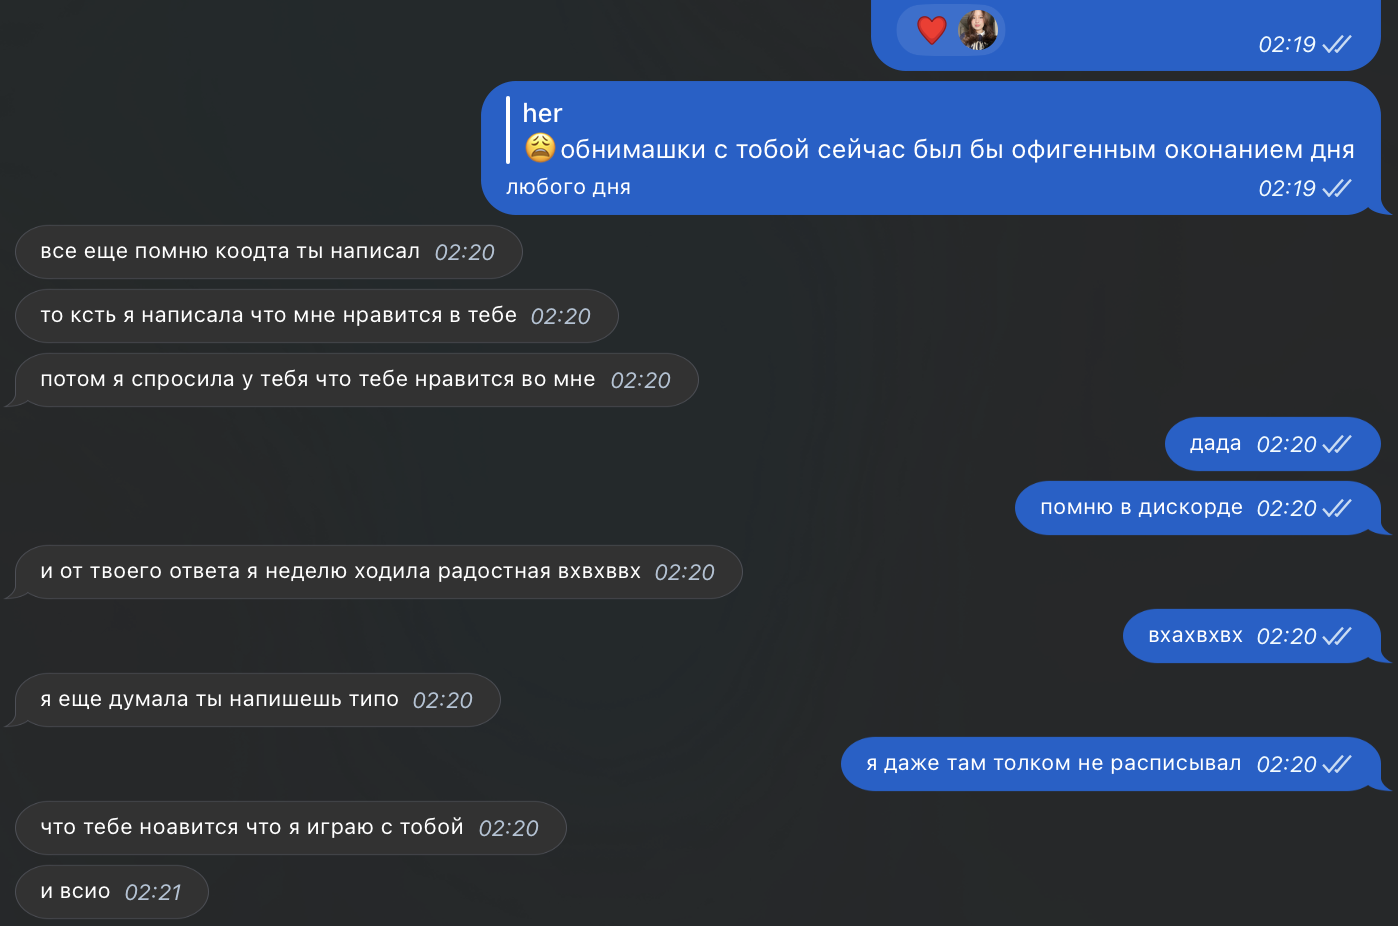 02:19
her
😩обнимашки с тобой сейчас был бы офигенным оконанием дня
любого дня 02:19
все еще помню коодта ты написал 02:20
то ксть я написала что мне нравится в тебе 02:20
потом я спросила у тебя что тебе нравится во мне 02:20
дада 02:20
помню в дискорде 02:20
и от твоего ответа я неделю ходила радостная вхвхввх 02:20
вхахвхвх 02:20
я еще думала ты напишешь типо 02:20
я даже там толком не расписывал 02:20
что тебе ноавится что я играю с тобой 02:20
и всио 02:21